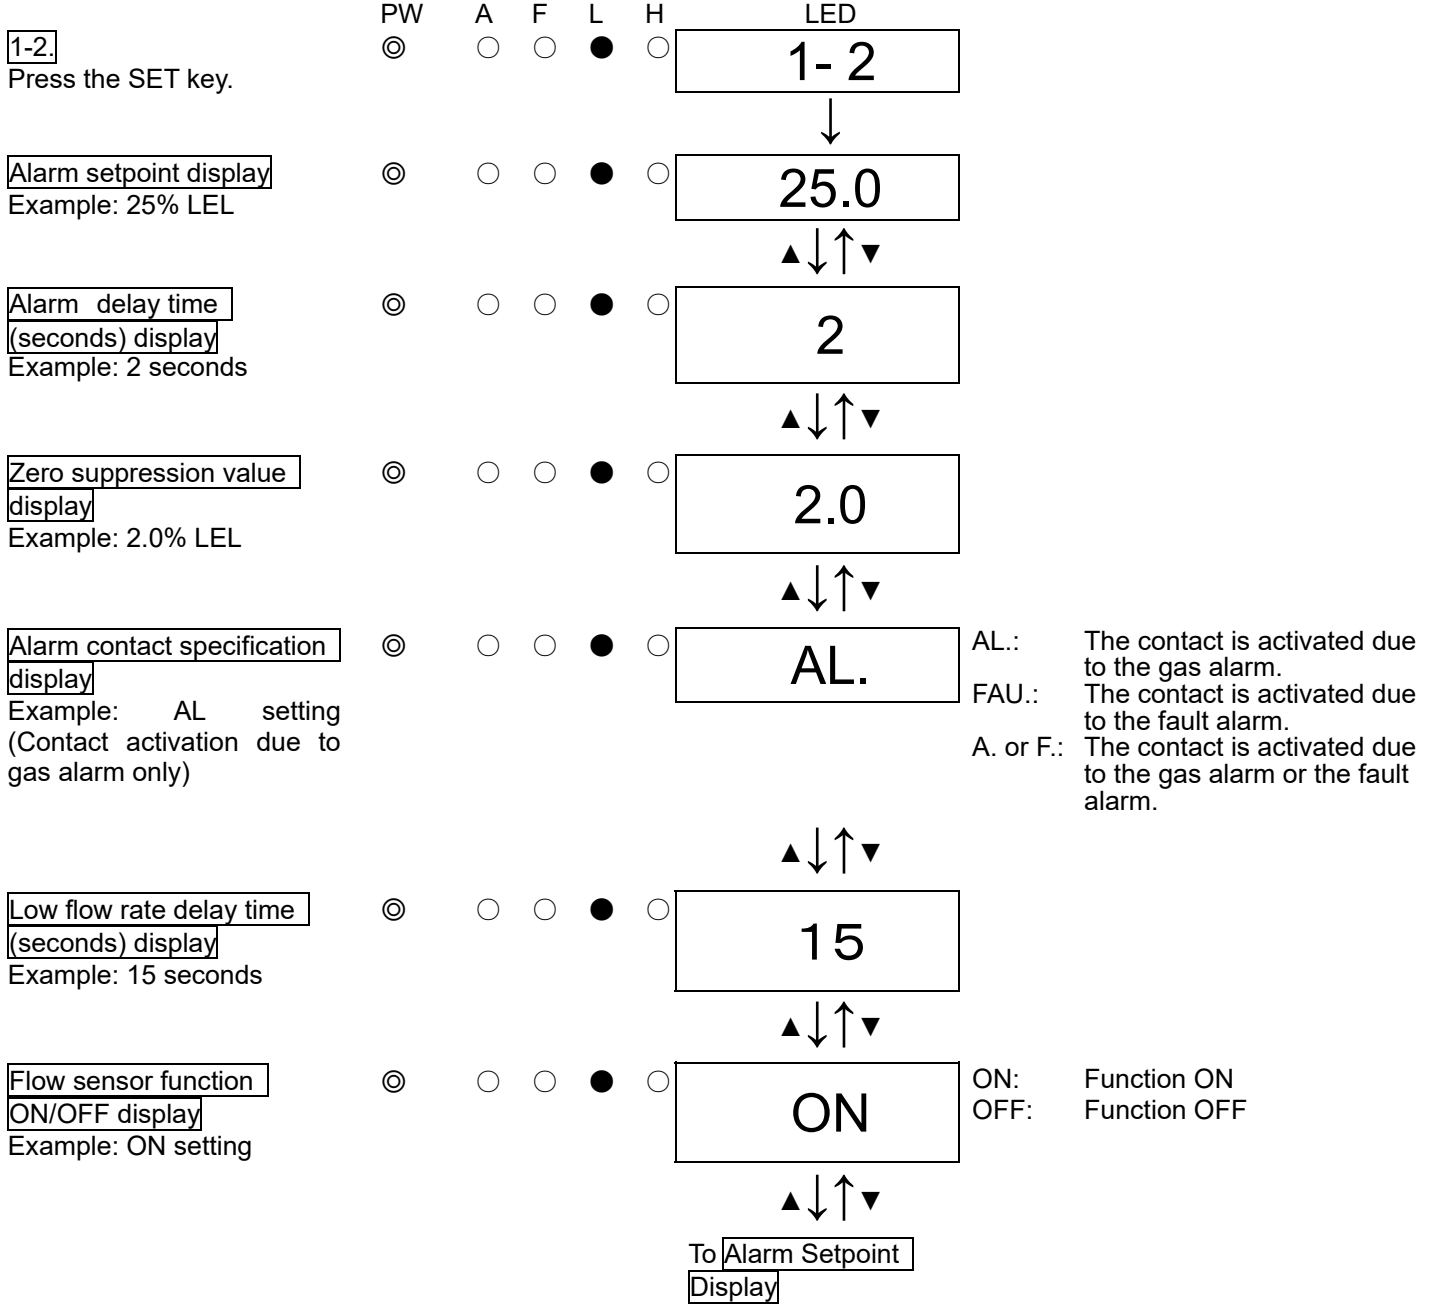 PW A F L H LED
1-2. ◎ ○ ○ ● ○ 1- 2
Press the SET key.
↓
Alarm setpoint display ◎ ○ ○ ● ○ 25.0
Example: 25% LEL
▲↓↑▼
Alarm delay time ◎ ○ ○ ● ○ 2
(seconds) display
Example: 2 seconds
▲↓↑▼
Zero suppression value ◎ ○ ○ ● ○ 2.0
display
Example: 2.0% LEL
▲↓↑▼
Alarm contact specification ◎ ○ ○ ● ○ AL.
display
Example: AL setting
(Contact activation due to
gas alarm only)
AL.: The contact is activated due
to the gas alarm.
FAU.: The contact is activated due
to the fault alarm.
A. or F.: The contact is activated due
to the gas alarm or the fault
alarm.
▲↓↑▼
Low flow rate delay time ◎ ○ ○ ● ○ 15
(seconds) display
Example: 15 seconds
▲↓↑▼
Flow sensor function ◎ ○ ○ ● ○ ON
ON/OFF display
Example: ON setting
ON: Function ON
OFF: Function OFF
▲↓↑▼
To Alarm Setpoint
Display